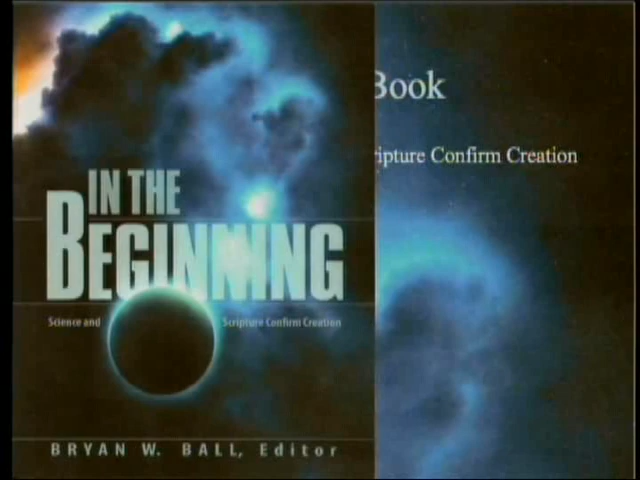 IN THE
BEGINNING
Science and Scripture Confirm Creation
BRYAN W. BALL, Editor
Book
ripture Confirm Creation